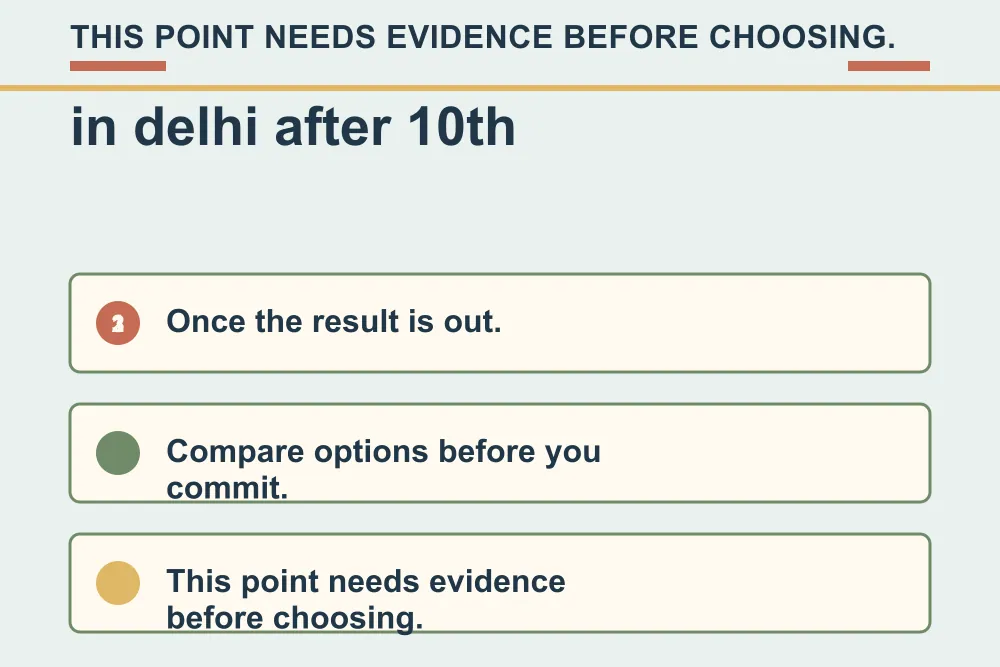 THIS POINT NEEDS EVIDENCE BEFORE CHOOSING.
in delhi after 10th
Once the result is out.
Compare options before you
commit.
This point needs evidence
before choosing.